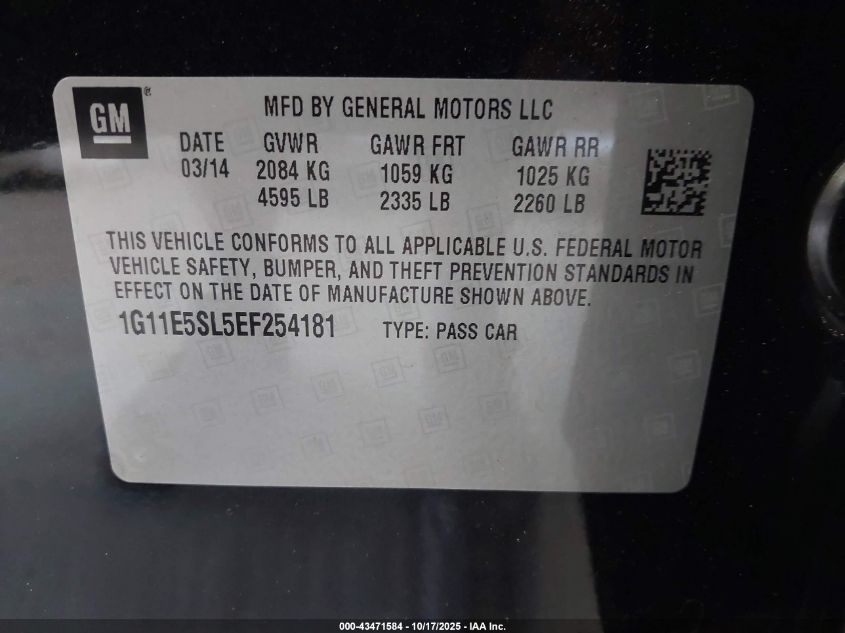 GM
®
MFD BY GENERAL MOTORS LLC
DATE GVWR GAWR FRT GAWR RR
03/14 2084 KG 1059 KG 1025 KG
4595 LB 2335 LB 2260 LB
THIS VEHICLE CONFORMS TO ALL APPLICABLE U.S. FEDERAL MOTOR
VEHICLE SAFETY, BUMPER, AND THEFT PREVENTION STANDARDS IN
EFFECT ON THE DATE OF MANUFACTURE SHOWN ABOVE.
1G11E5SL5EF254181 TYPE: PASS CAR
000-43471584 - 10/17/2025 - IAA Inc.